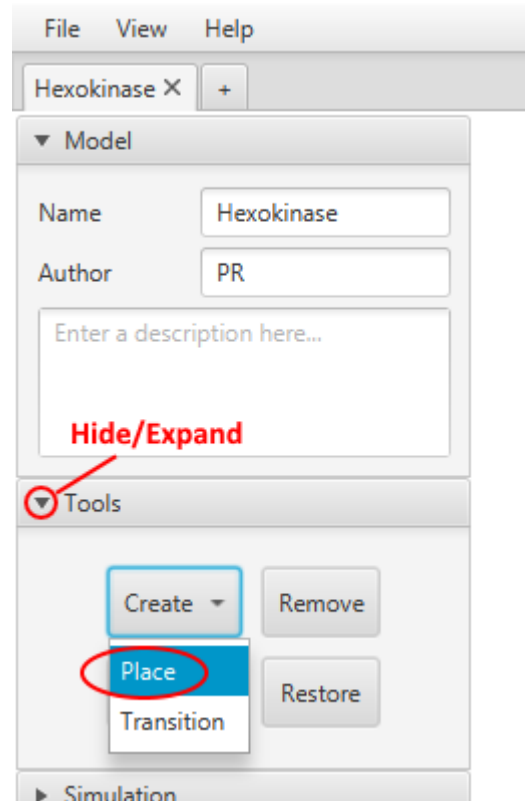 File View Help
Hexokinase ✕ +
Model
Name Hexokinase
Author PR
Enter a description here...
Hide/Expand
Tools
Create Remove
Place
Restore
Transition
Simulation